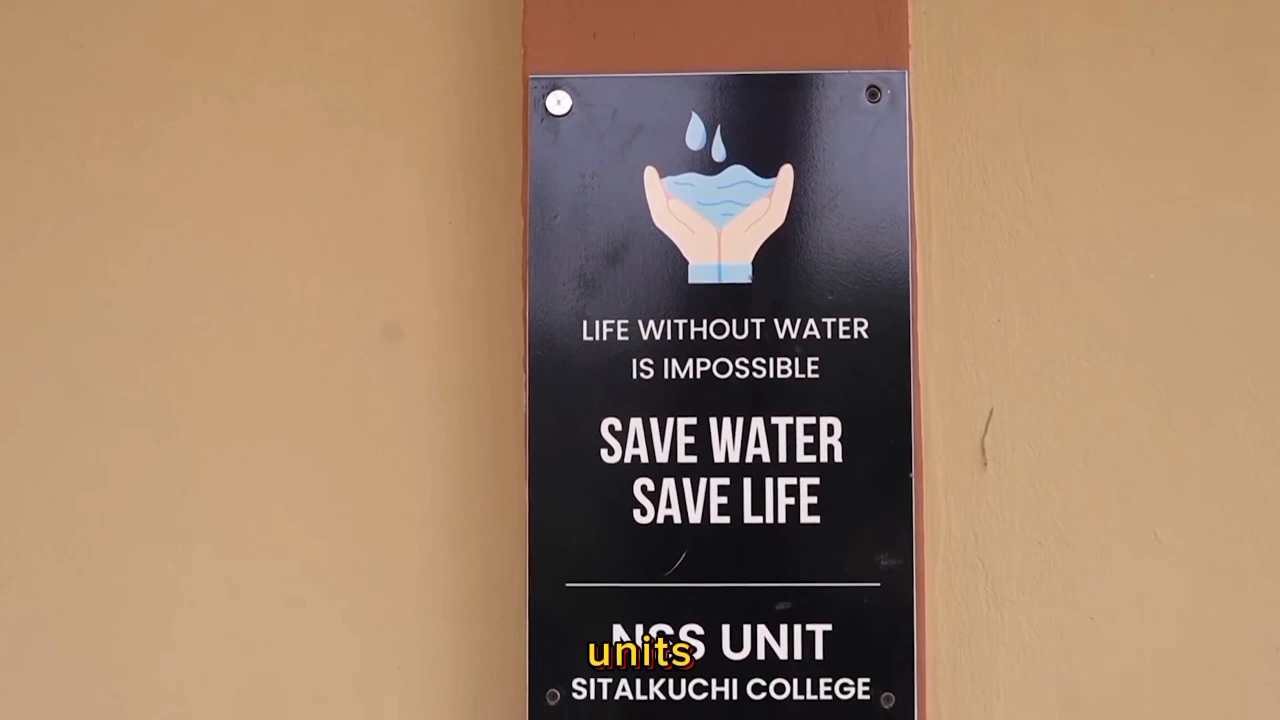 LIFE WITHOUT WATER
IS IMPOSSIBLE
SAVE WATER
SAVE LIFE
NSS UNIT
units
SITALKUCHI COLLEGE